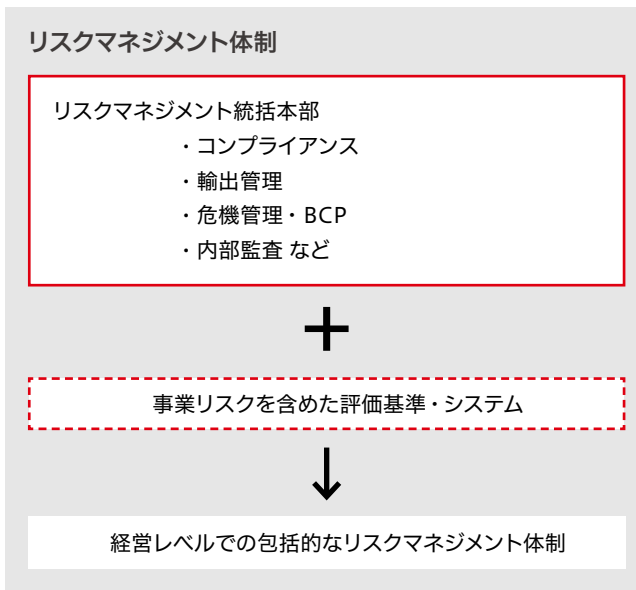 リスクマネジメント体制
リスクマネジメント統括本部
・コンプライアンス
・輸出管理
・危機管理・BCP
・内部監査 など
+
事業リスクを含めた評価基準・システム
↓
経営レベルでの包括的なリスクマネジメント体制